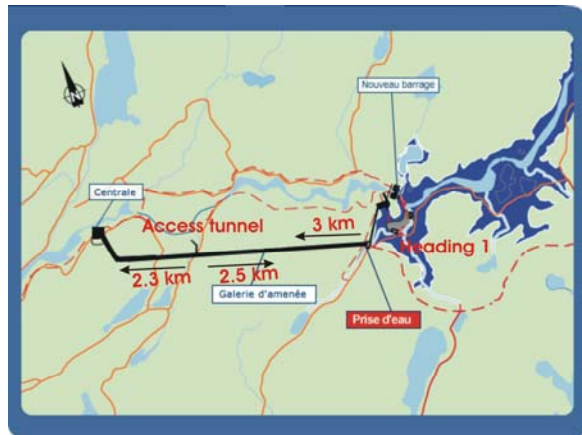 Nouveau barrage
Centrale
Access tunnel
3 km
Heading 1
2.3 km
2.5 km
Galerie d'amenée
Prise d'eau